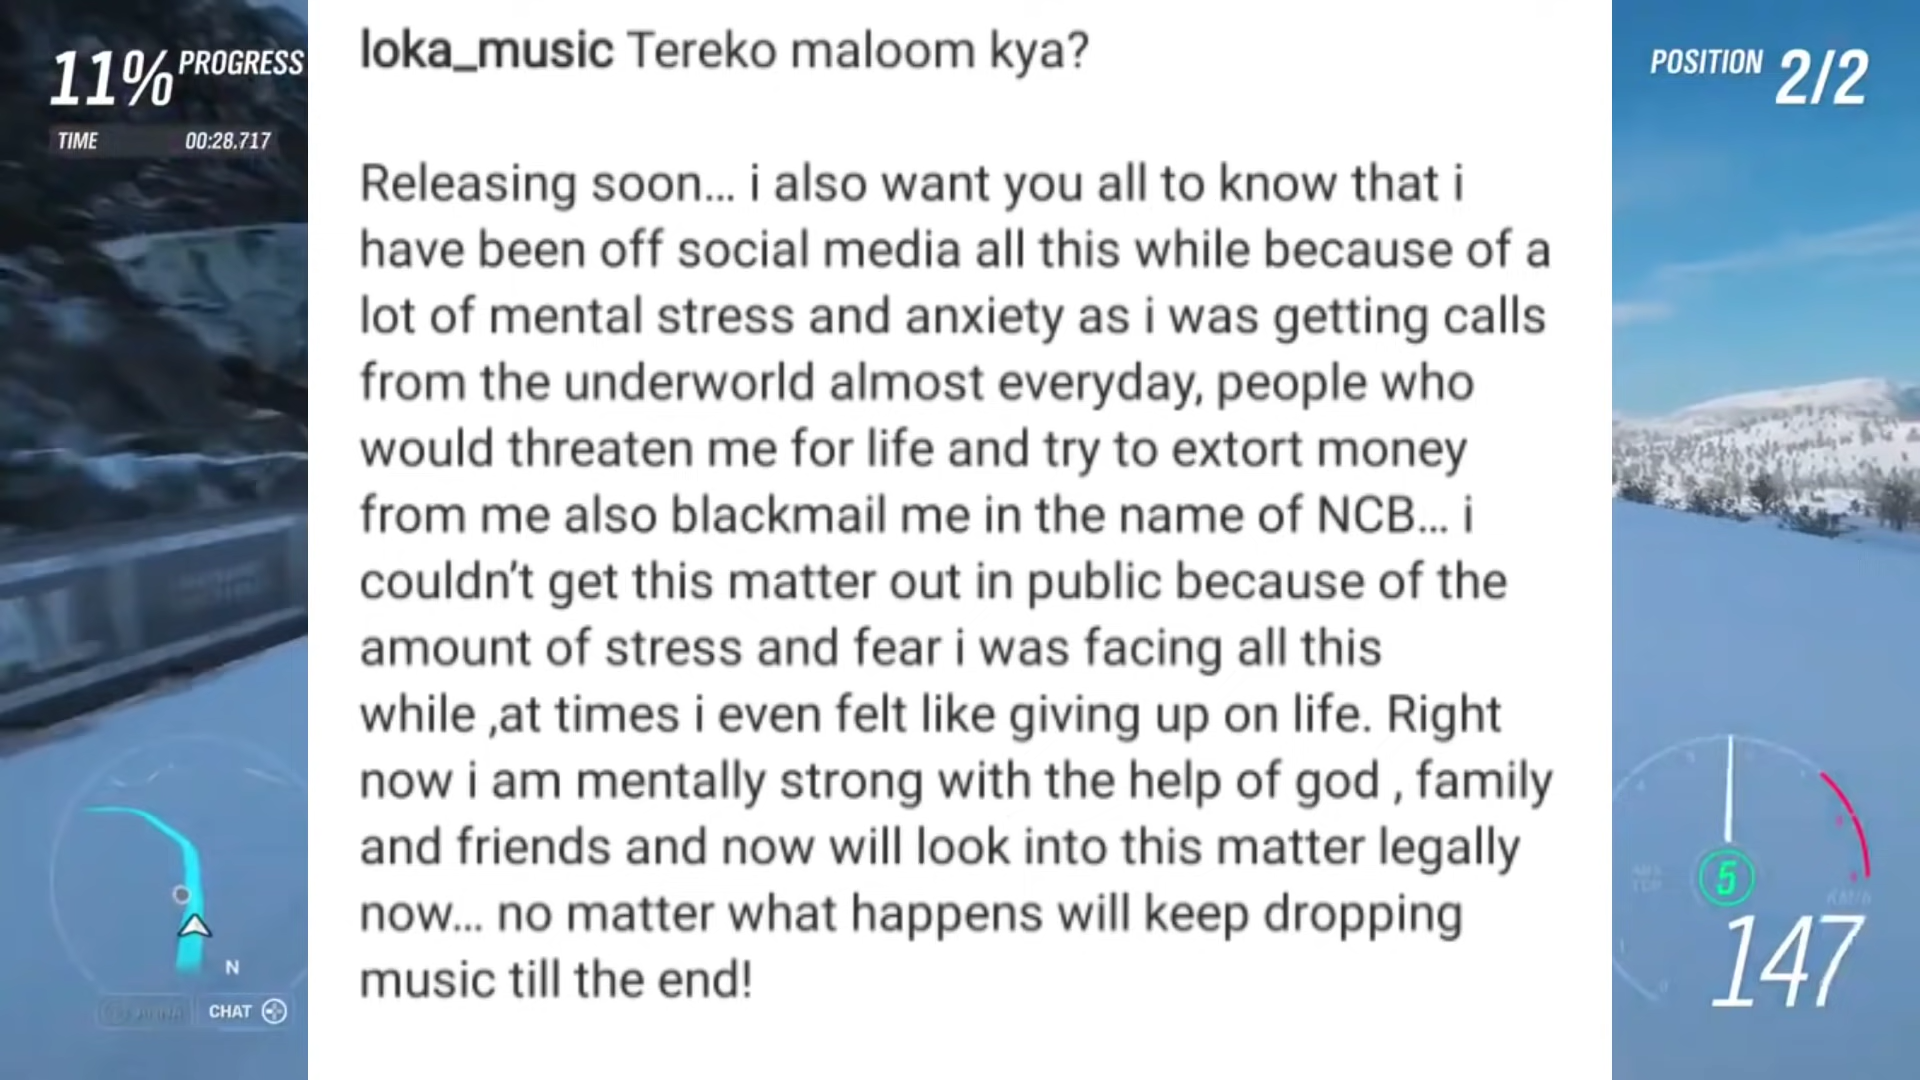 11% PROGRESS
TIME 00:28.717
loka_music Tereko maloom kya?
Releasing soon... i also want you all to know that i
have been off social media all this while because of a
lot of mental stress and anxiety as i was getting calls
from the underworld almost everyday, people who
would threaten me for life and try to extort money
from me also blackmail me in the name of NCB... i
couldn't get this matter out in public because of the
amount of stress and fear i was facing all this
while ,at times i even felt like giving up on life. Right
now i am mentally strong with the help of god , family
and friends and now will look into this matter legally
now... no matter what happens will keep dropping
music till the end!
POSITION 2/2
N
CHAT
5
KM/H
147